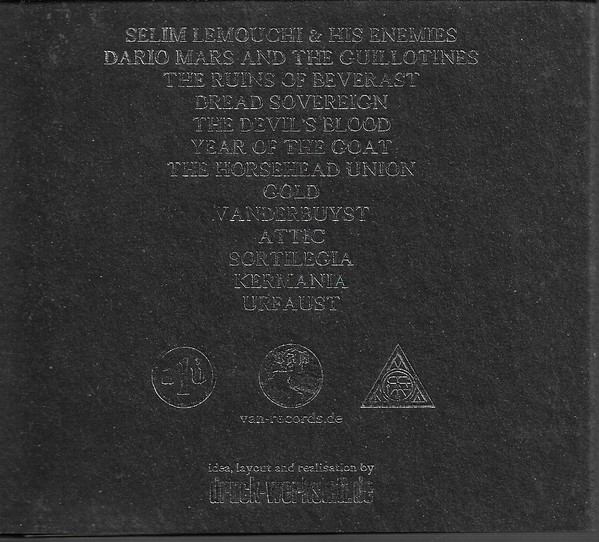 SELIM LEMOUCHI & HIS ENEMIES
DARIO MARS AND THE GUILLOTINES
THE RUINS OF BEVERAST
DREAD SOVEREIGN
THE DEVIL'S BLOOD
YEAR OF THE GOAT
THE HORSEHEAD UNION
GOLD
VANDERBUYST
ATTIC
SORTILEGIA
KERMANIA
URFAUST
van-records.de
idea, layout and realisation by
druck-werkstatt.de